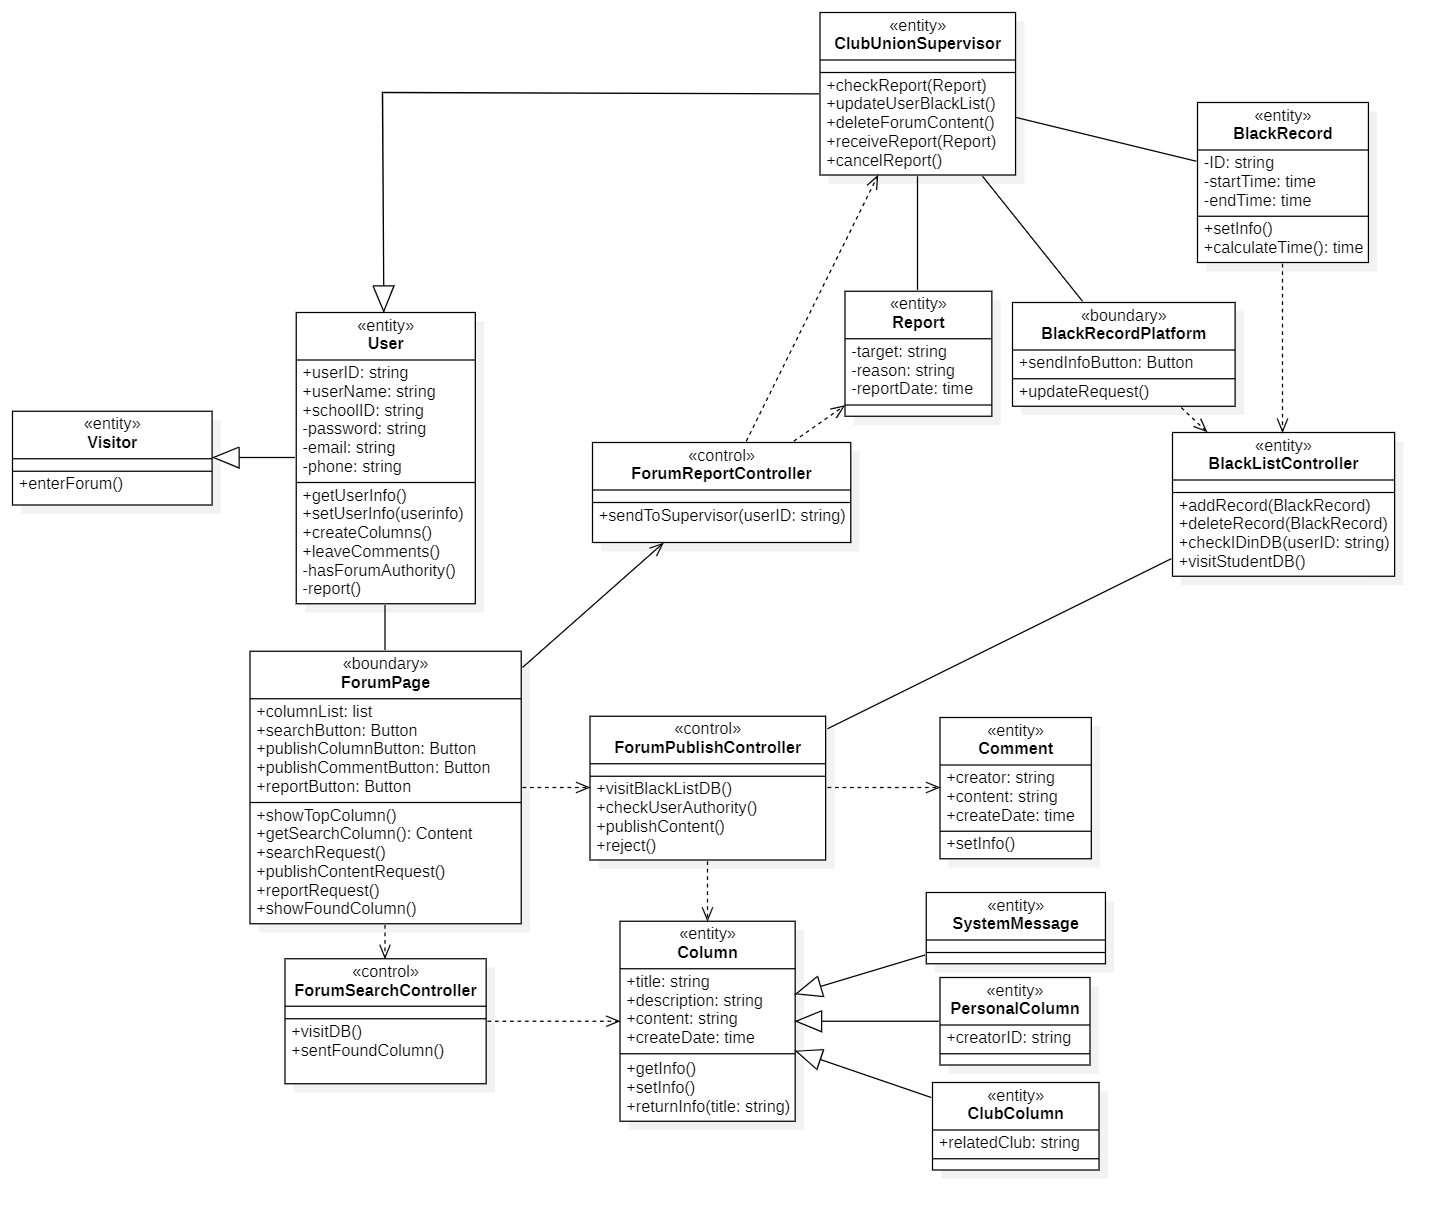 «entity»
ClubUnionSupervisor
+checkReport(Report)
+updateUserBlackList()
+deleteForumContent()
+receiveReport(Report)
+cancelReport()
«entity»
BlackRecord
-ID: string
-startTime: time
-endTime: time
+setInfo()
+calculateTime(): time
«entity»
User
+userID: string
+userName: string
+schoolID: string
-password: string
-email: string
-phone: string
+getUserInfo()
+setUserInfo(userinfo)
+createColumns()
+leaveComments()
-hasForumAuthority()
-report()
«entity»
Report
-target: string
-reason: string
-reportDate: time
«boundary»
BlackRecordPlatform
+sendInfoButton: Button
+updateRequest()
«entity»
Visitor
+enterForum()
«control»
ForumReportController
+sendToSupervisor(userID: string)
«entity»
BlackListController
+addRecord(BlackRecord)
+deleteRecord(BlackRecord)
+checkIDinDB(userID: string)
+visitStudentDB()
«boundary»
ForumPage
+columnList: list
+searchButton: Button
+publishColumnButton: Button
+publishCommentButton: Button
+reportButton: Button
+showTopColumn()
+getSearchColumn(): Content
+searchRequest()
+publishContentRequest()
+reportRequest()
+showFoundColumn()
«control»
ForumPublishController
+visitBlackListDB()
+checkUserAuthority()
+publishContent()
+reject()
«entity»
Comment
+creator: string
+content: string
+createDate: time
+setInfo()
«entity»
SystemMessage
«control»
ForumSearchController
+visitDB()
+sentFoundColumn()
«entity»
Column
+title: string
+description: string
+content: string
+createDate: time
+getInfo()
+setInfo()
+returnInfo(title: string)
«entity»
PersonalColumn
+creatorID: string
«entity»
ClubColumn
+relatedClub: string